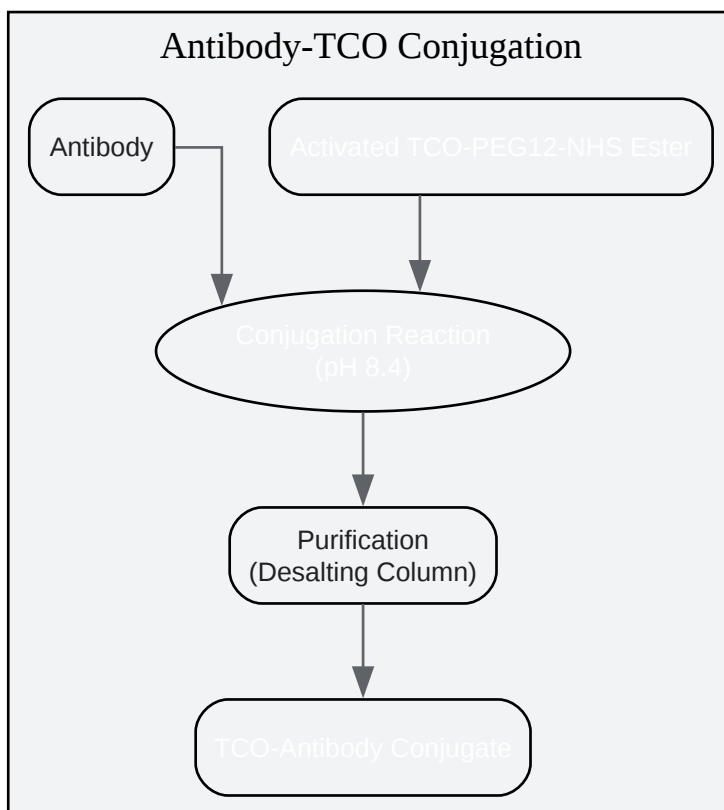 Antibody-TCO Conjugation
Antibody
Activated TCO-PEG12-NHS Ester
Conjugation Reaction
(pH 8.4)
Purification
(Desalting Column)
TCO-Antibody Conjugate